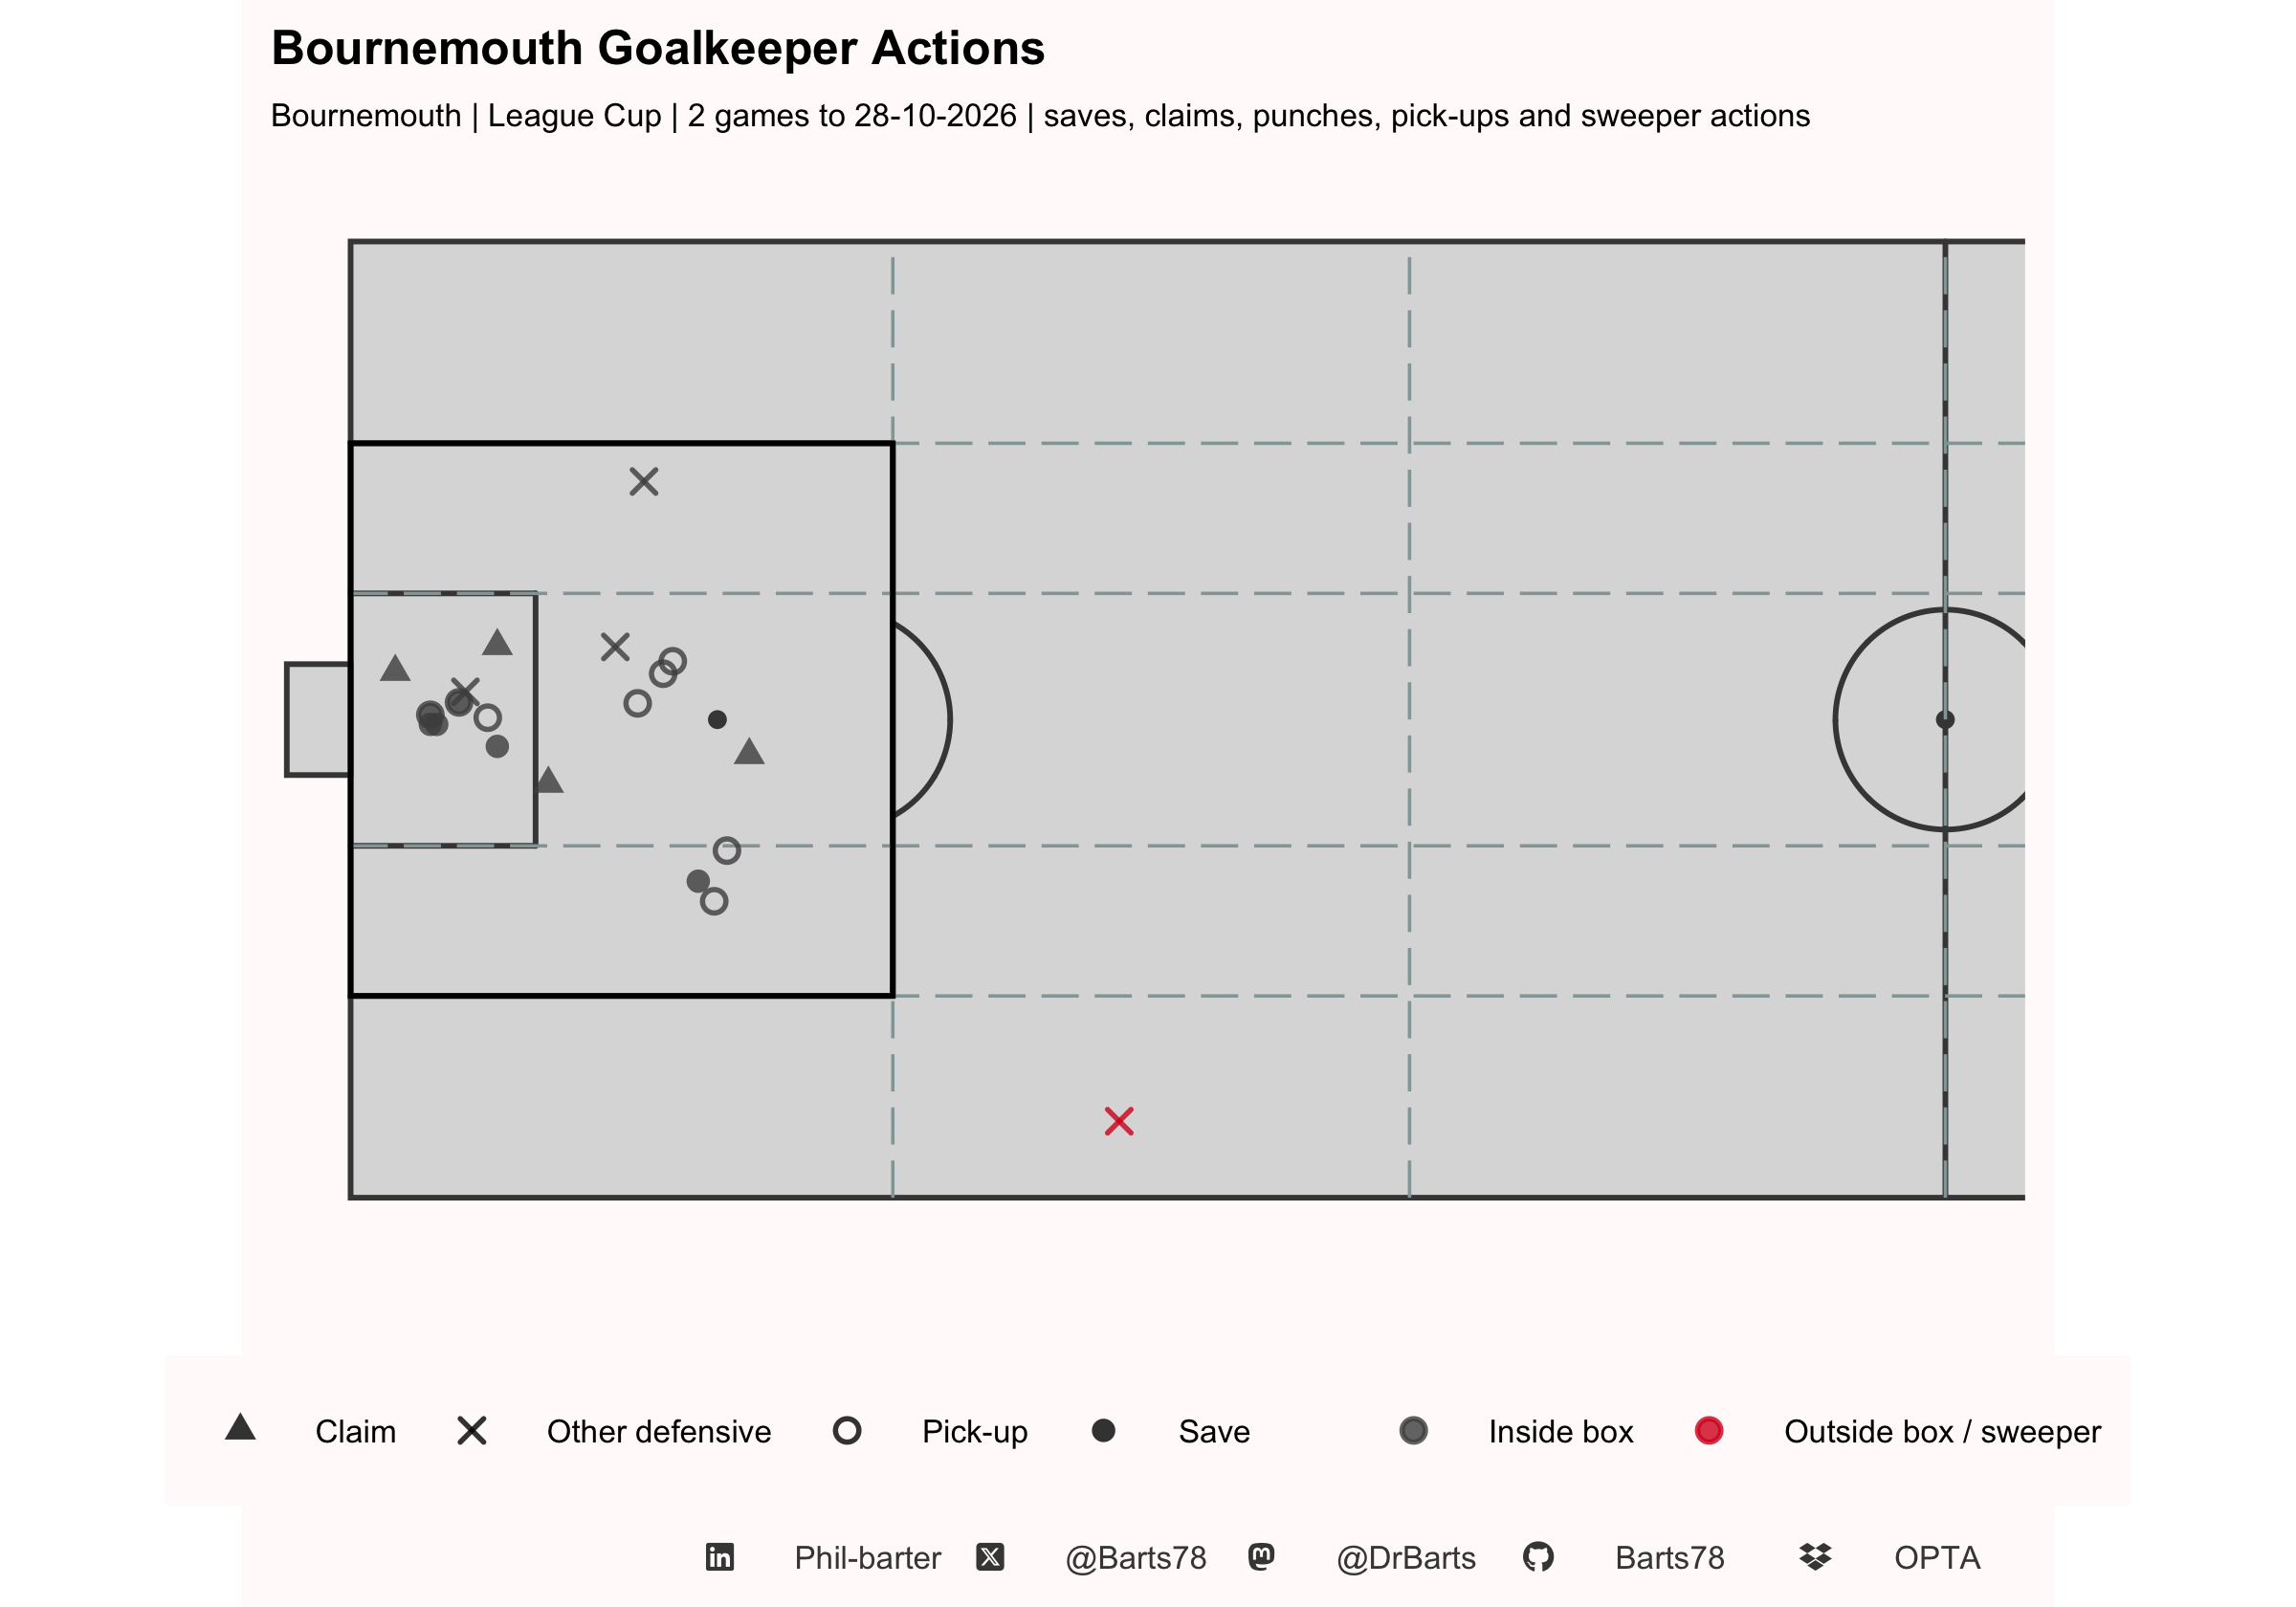 Bournemouth Goalkeeper Actions
Bournemouth | League Cup | 2 games to 28-10-2026 | saves, claims, punches, pick-ups and sweeper actions
Claim Other defensive Pick-up Save Inside box Outside box / sweeper
Phil-barter @Barts78 @DrBarts Barts78 OPTA